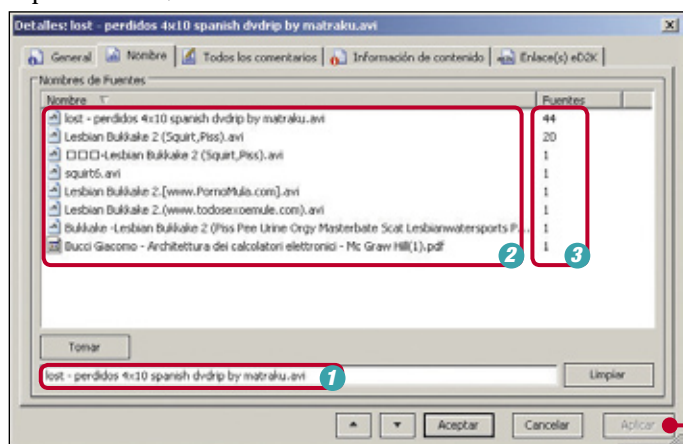 Detalles: lost - perdidos 4x10 spanish dvdrip by matraku.avi
General Nombre Todos los comentarios Información de contenido Enlace(s) eD2K
Nombres de Fuentes
Nombre Fuentes
lost - perdidos 4x10 spanish dvdrip by matraku.avi 44
Lesbian Bukkake 2 (Squirt,Piss).avi 20
□□□-Lesbian Bukkake 2 (Squirt,Piss).avi 1
squirt6.avi 1
Lesbian Bukkake 2.[www.PornoMula.com].avi 1
Lesbian Bukkake 2.(www.todosexoemule.com).avi 1
Bukkake -Lesbian Bukkake 2 (Piss Pee Urine Orgy Masterbate Scat Lesbianwatersports P... 1
Bucci Giacomo - Architettura dei calcolatori elettronici - Mc Graw Hill(1).pdf 1
2 3
Tomar
lost - perdidos 4x10 spanish dvdrip by matraku.avi 1 Limpiar
Aceptar Cancelar Aplicar